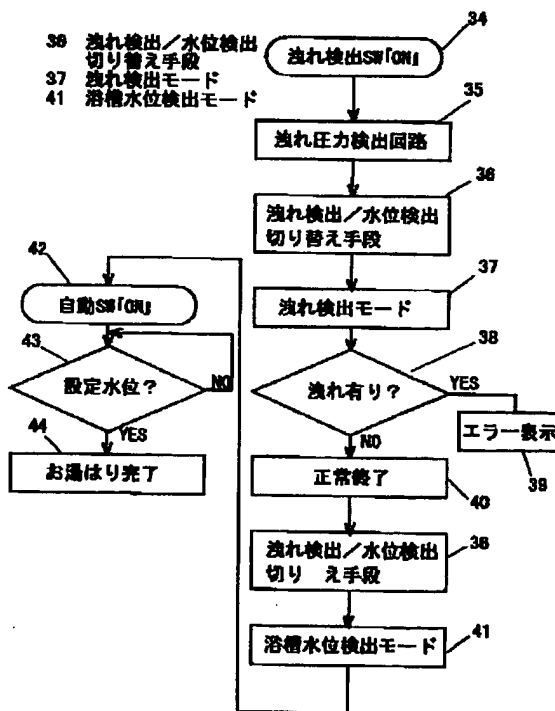 36 洩れ検出／水位検出
切り替え手段
37 洩れ検出モード
41 浴槽水位検出モード
34
洩れ検出SW「ON」
35
洩れ圧力検出回路
36
洩れ検出／水位検出
切り替え手段
37
洩れ検出モード
38
洩れ有り？
YES
エラー表示
39
NO
正常終了
40
洩れ検出／水位検出
切り え手段
36
浴槽水位検出モード
41
42
自動SW「ON」
43
設定水位？
NO
YES
44
お湯はり完了